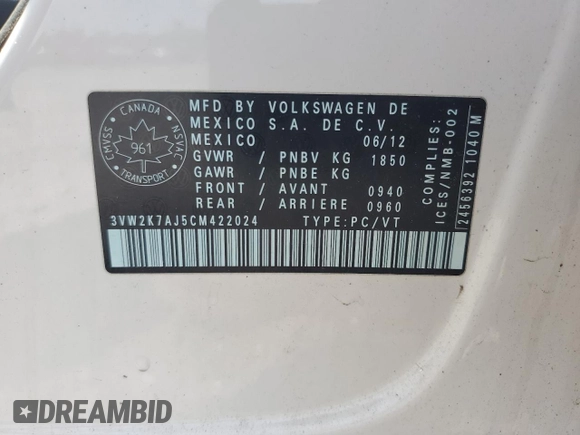 CANADA
CMVSS
NSVAC
961
TRANSPORT
MFD BY VOLKSWAGEN DE
MEXICO S.A. DE C.V.
MEXICO 06/12
GVWR / PNBV KG 1850
GAWR / PNBE KG
FRONT / AVANT 0940
REAR / ARRIERE 0960
3VW2K7AJ5CM422024 TYPE:PC/VT
COMPLIES:
ICES/NMB-002
2456392 1040 M
DREAMBID